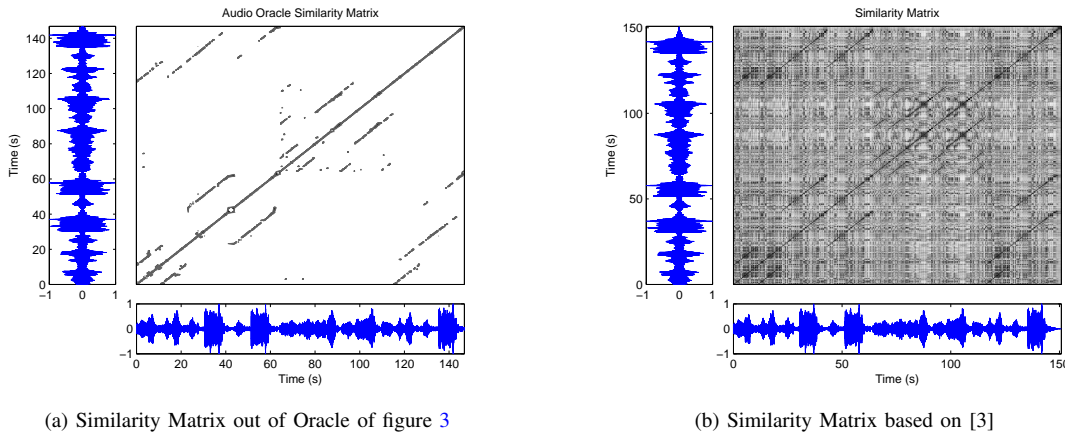 Audio Oracle Similarity Matrix
140
120
100
80
60
40
20
0
Time (s)
−1 0 1
1
0
−1
0 20 40 60 80 100 120 140
Time (s)
(a) Similarity Matrix out of Oracle of figure 3
Similarity Matrix
150
100
50
0
Time (s)
−1 0 1
1
0
−1
0 50 100 150
Time (s)
(b) Similarity Matrix based on [3]